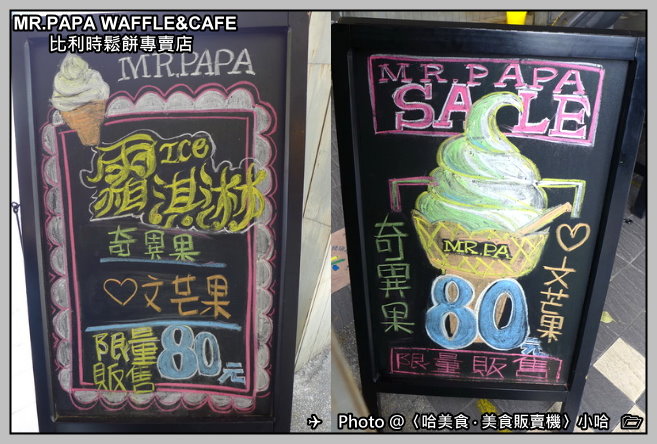 MR.PAPA WAFFLE&CAFE
比利時鬆餅專賣店
MR.PAPA
ICe
霜淇淋
奇異果
♡文芒果
限量
販售 80元
MR.PAPA
SALE
MR.PA
奇異果
♡文芒果
80元
限量販售
Photo @〈哈美食·美食販賣機〉小哈